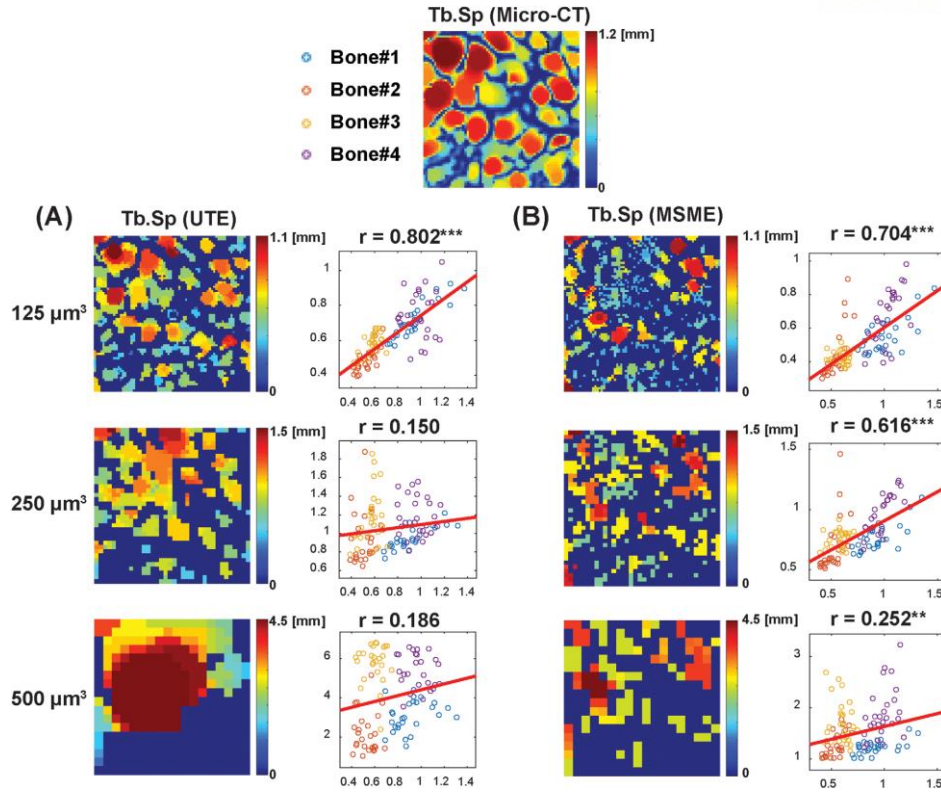 Tb.Sp (Micro-CT)
Bone#1
Bone#2
Bone#3
Bone#4
1.2 [mm]
0
(A)
Tb.Sp (UTE)
(B)
Tb.Sp (MSME)
125 µm³
1.1 [mm]
0
r = 0.802***
1
0.8
0.6
0.4
0.4 0.6 0.8 1 1.2 1.4
1.1 [mm]
0
r = 0.704***
1
0.8
0.6
0.4
0.5 1 1.5
250 µm³
1.5 [mm]
0
r = 0.150
1.8
1.6
1.4
1.2
1
0.8
0.6
0.4 0.6 0.8 1 1.2 1.4
1.5 [mm]
0
r = 0.616***
1.5
1
0.5
0.5 1 1.5
500 µm³
4.5 [mm]
0
r = 0.186
6
4
2
0.4 0.6 0.8 1 1.2 1.4
4.5 [mm]
0
r = 0.252**
3
2
1
0.5 1 1.5